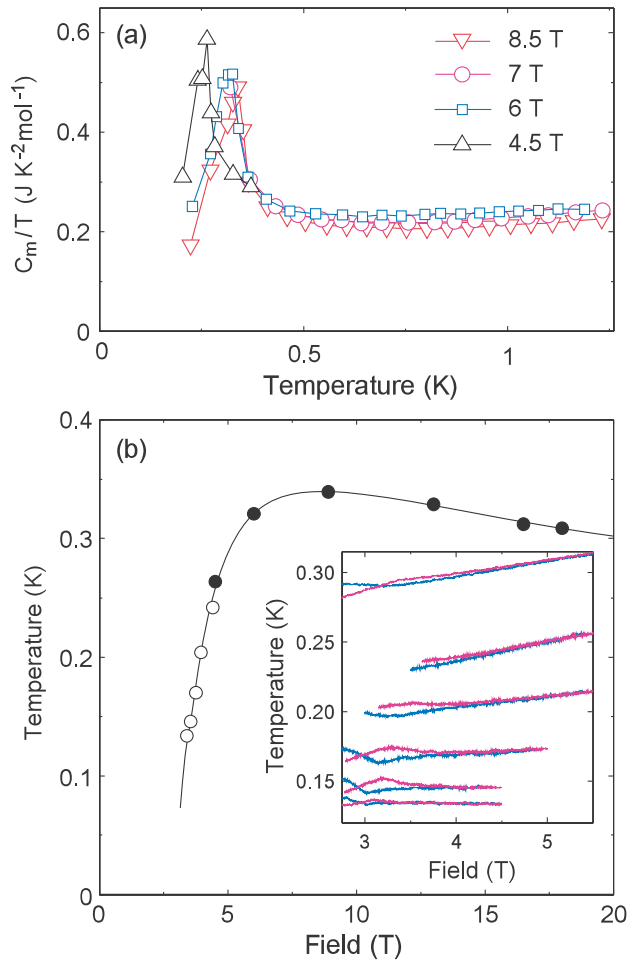 (a)
8.5 T
7 T
6 T
4.5 T
0.6
0.4
0.2
0
C_m/T (J K⁻²mol⁻¹)
0
0.5
1
Temperature (K)
(b)
0.4
0.3
0.2
0.1
0
Temperature (K)
0.30
0.25
0.20
0.15
Temperature (K)
3
4
5
Field (T)
0
5
10
15
20
Field (T)